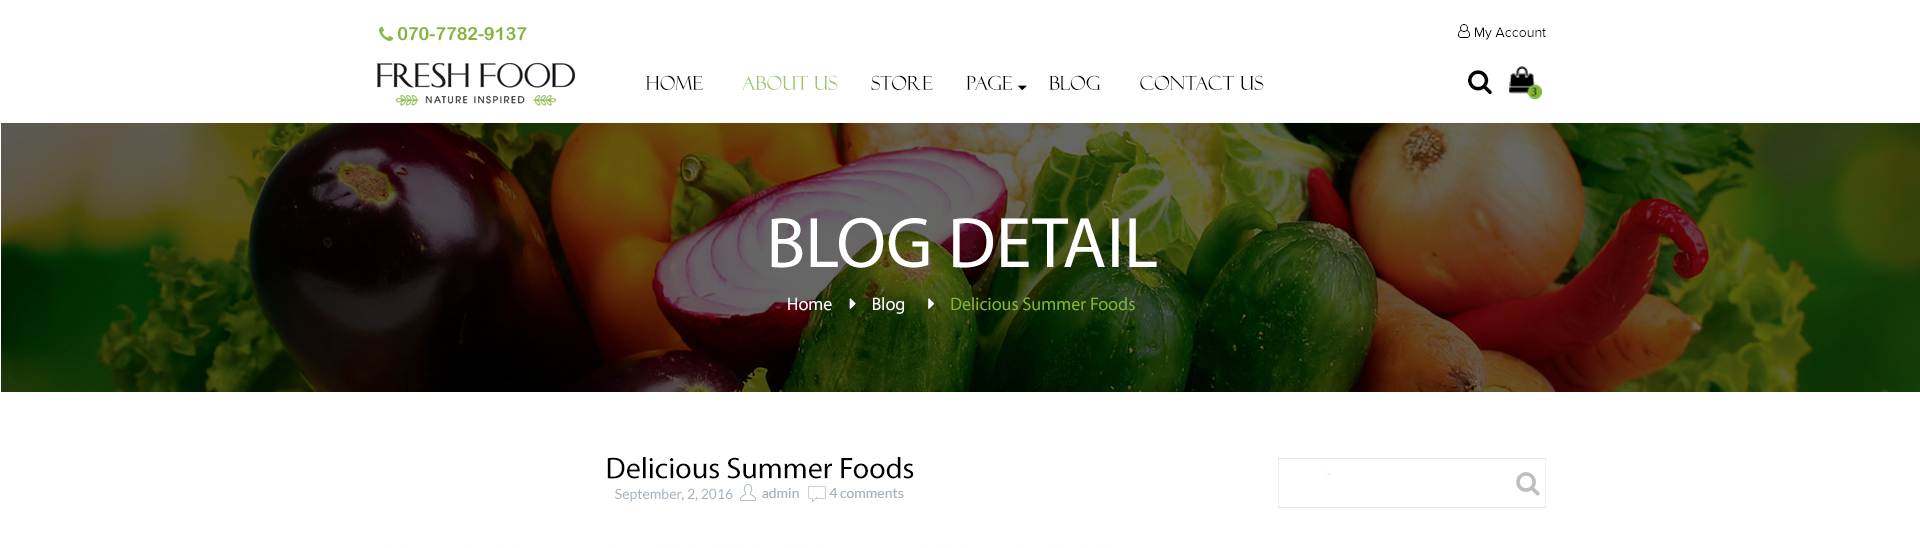 070-7782-9137
My Account
FRESH FOOD
NATURE INSPIRED
HOME ABOUT US STORE PAGE BLOG CONTACT US
3
BLOG DETAIL
Home Blog Delicious Summer Foods
Delicious Summer Foods
September, 2, 2016 admin 4 comments